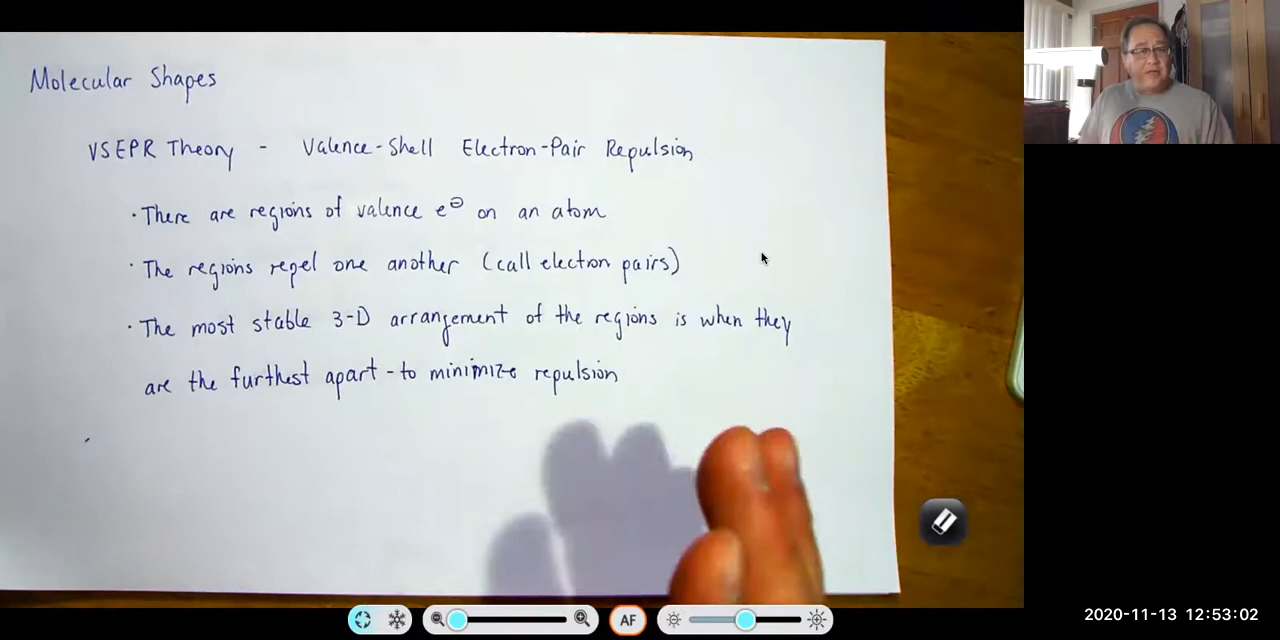 Molecular Shapes
VSEPR Theory - Valence-Shell Electron-Pair Repulsion
· There are regions of valence e⊖ on an atom
· The regions repel one another (call electron pairs)
· The most stable 3-D arrangement of the regions is when they
are the furthest apart - to minimize repulsion
AF
2020-11-13 12:53:02